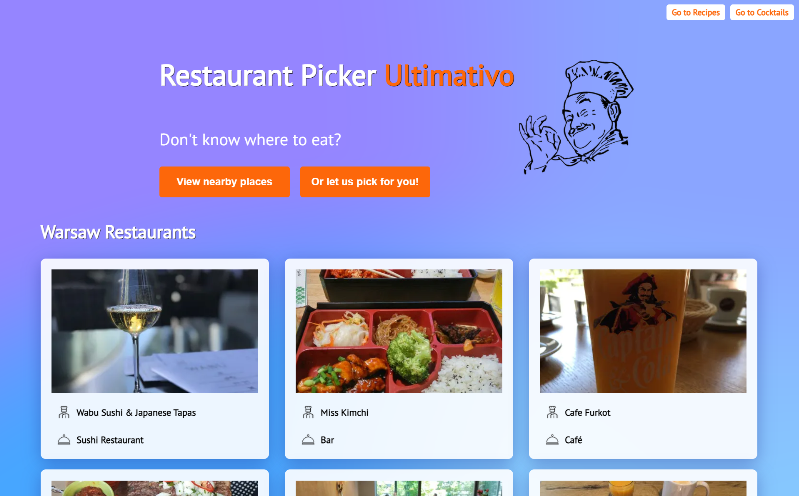 Go to Recipes
Go to Cocktails
Restaurant Picker Ultimativo
Don't know where to eat?
View nearby places
Or let us pick for you!
Warsaw Restaurants
Wabu Sushi & Japanese Tapas
Sushi Restaurant
Miss Kimchi
Bar
Cafe Furkot
Café